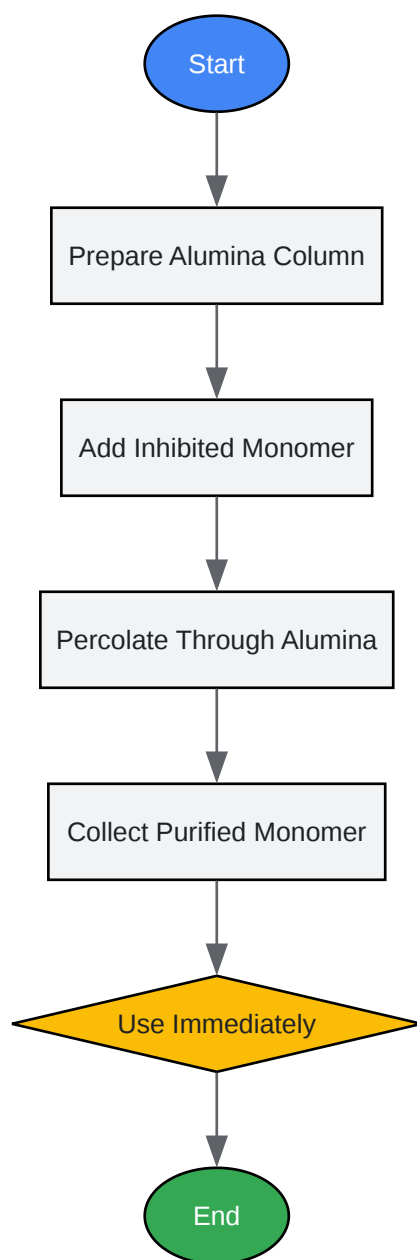 Start
Prepare Alumina Column
Add Inhibited Monomer
Percolate Through Alumina
Collect Purified Monomer
Use Immediately
End